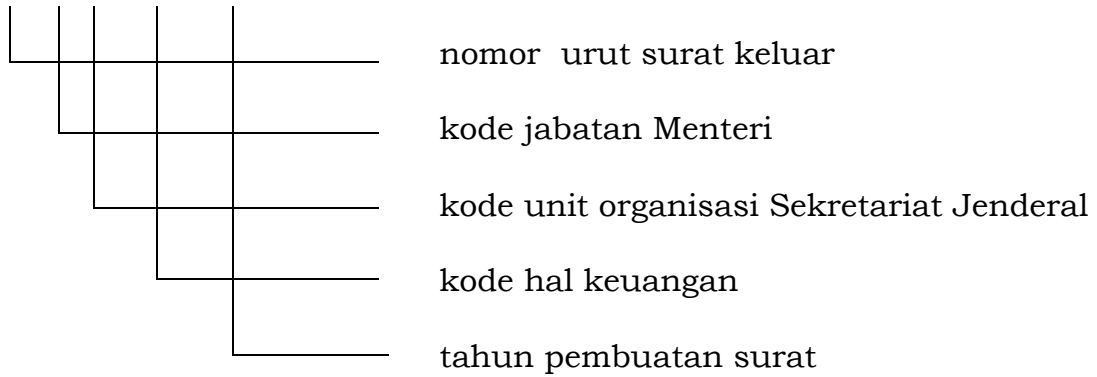 nomor urut surat keluar
kode jabatan Menteri
kode unit organisasi Sekretariat Jenderal
kode hal keuangan
tahun pembuatan surat